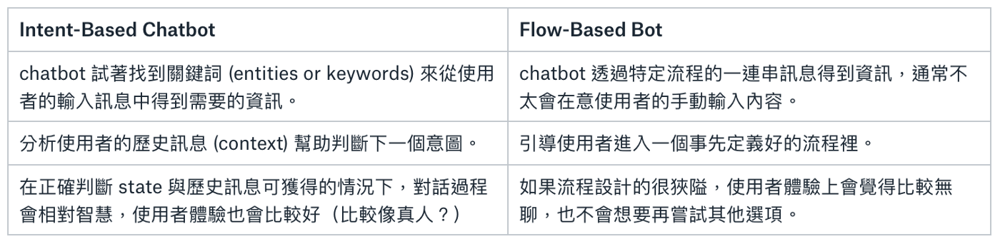 Intent-Based Chatbot
Flow-Based Bot
chatbot 試著找到關鍵詞 (entities or keywords) 來從使用
者的輸入訊息中得到需要的資訊。
chatbot 透過特定流程的一連串訊息得到資訊，通常不
太會在意使用者的手動輸入內容。
分析使用者的歷史訊息 (context) 幫助判斷下一個意圖。
引導使用者進入一個事先定義好的流程裡。
在正確判斷 state 與歷史訊息可獲得的情況下，對話過程
會相對智慧，使用者體驗也會比較好（比較像真人？）
如果流程設計的很狹隘，使用者體驗上會覺得比較無
聊，也不會想要再嘗試其他選項。